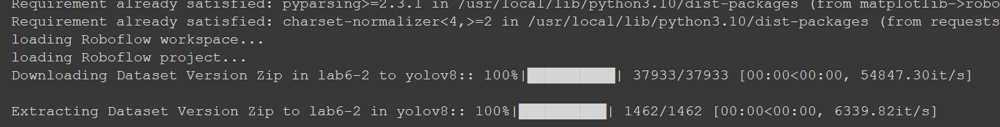 Requirement already satisfied: pyparsing>=2.3.1 in /usr/local/lib/python3.10/dist-packages (from matplotlib->robo
Requirement already satisfied: charset-normalizer<4,>=2 in /usr/local/lib/python3.10/dist-packages (from requests
loading Roboflow workspace...
loading Roboflow project...
Downloading Dataset Version Zip in lab6-2 to yolov8:: 100%|██████████| 37933/37933 [00:00<00:00, 54847.30it/s]
Extracting Dataset Version Zip to lab6-2 in yolov8:: 100%|██████████| 1462/1462 [00:00<00:00, 6339.82it/s]